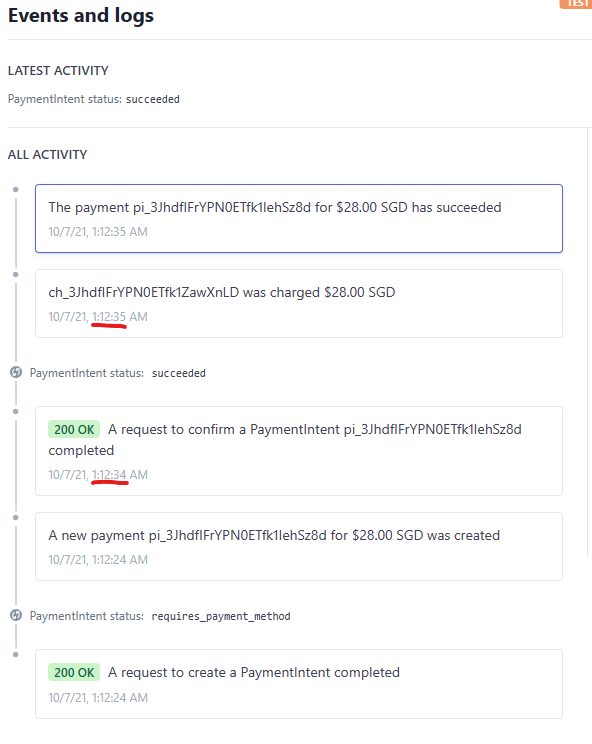 TEST
Events and logs
LATEST ACTIVITY
PaymentIntent status: succeeded
ALL ACTIVITY
The payment pi_3JhdfIFrYPN0ETfk1IehSz8d for $28.00 SGD has succeeded
10/7/21, 1:12:35 AM
ch_3JhdfIFrYPN0ETfk1ZawXnLD was charged $28.00 SGD
10/7/21, 1:12:35 AM
PaymentIntent status: succeeded
200 OK A request to confirm a PaymentIntent pi_3JhdfIFrYPN0ETfk1IehSz8d
completed
10/7/21, 1:12:34 AM
A new payment pi_3JhdfIFrYPN0ETfk1IehSz8d for $28.00 SGD was created
10/7/21, 1:12:24 AM
PaymentIntent status: requires_payment_method
200 OK A request to create a PaymentIntent completed
10/7/21, 1:12:24 AM